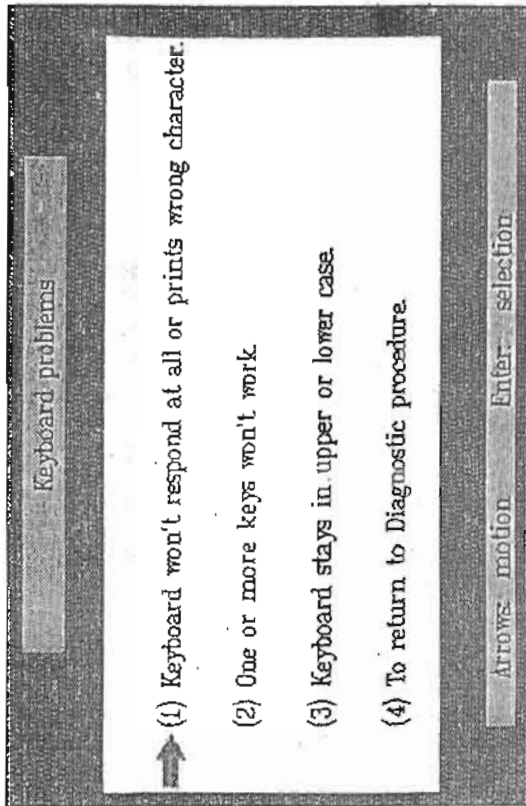 Keyboard problems
(1) Keyboard won't respond at all or prints wrong character.
(2) One or more keys won't work.
(3) Keyboard stays in upper or lower case.
(4) To return to Diagnostic procedure.
Arrows: motion Enter: selection